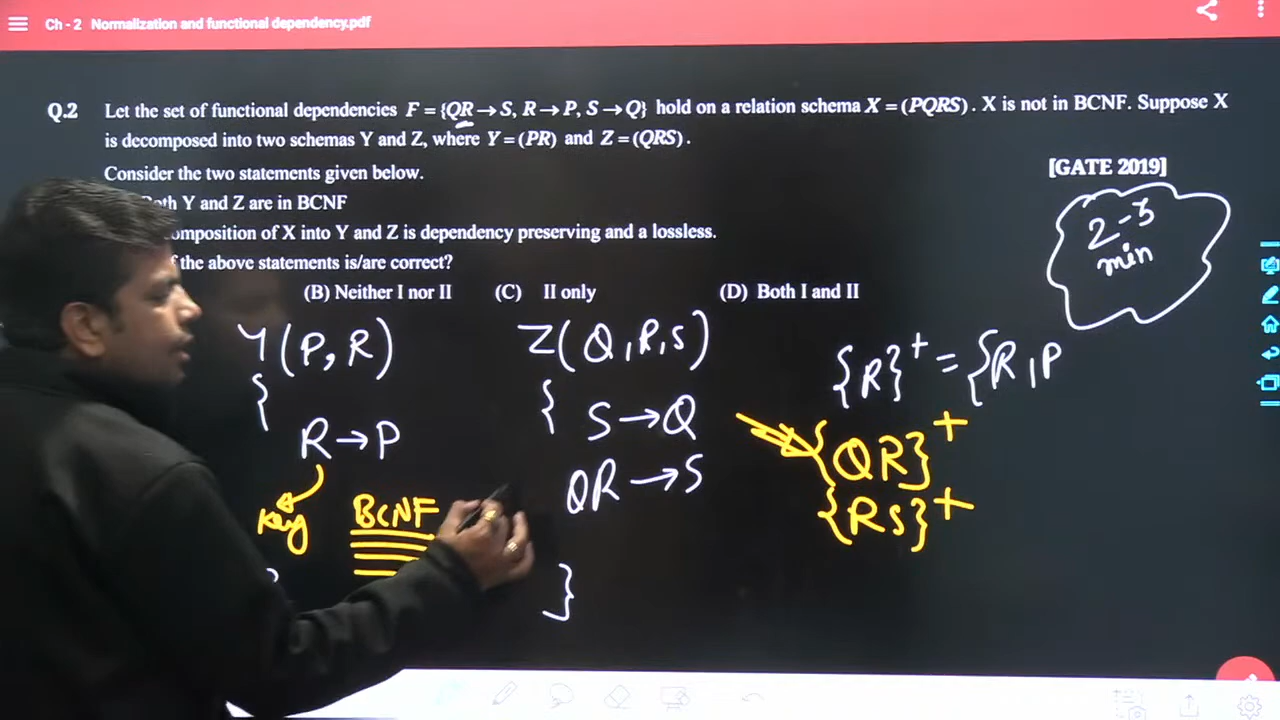 Ch - 2 Normalization and functional dependency.pdf
Q.2 Let the set of functional dependencies F = {QR → S, R → P, S → Q} hold on a relation schema X = (PQRS). X is not in BCNF. Suppose X
is decomposed into two schemas Y and Z, where Y = (PR) and Z = (QRS).
Consider the two statements given below.
[GATE 2019]
Y and Z are in BCNF
of X into Y and Z is dependency preserving and a lossless.
of the above statements is/are correct?
(B) Neither I nor II (C) II only (D) Both I and II
2-5
min
Y(P, R) Z(Q,R,S) {R}+ = {R,P
{ {
R → P S → Q {QR}+
Key BCNF QR → S {RS}+
}